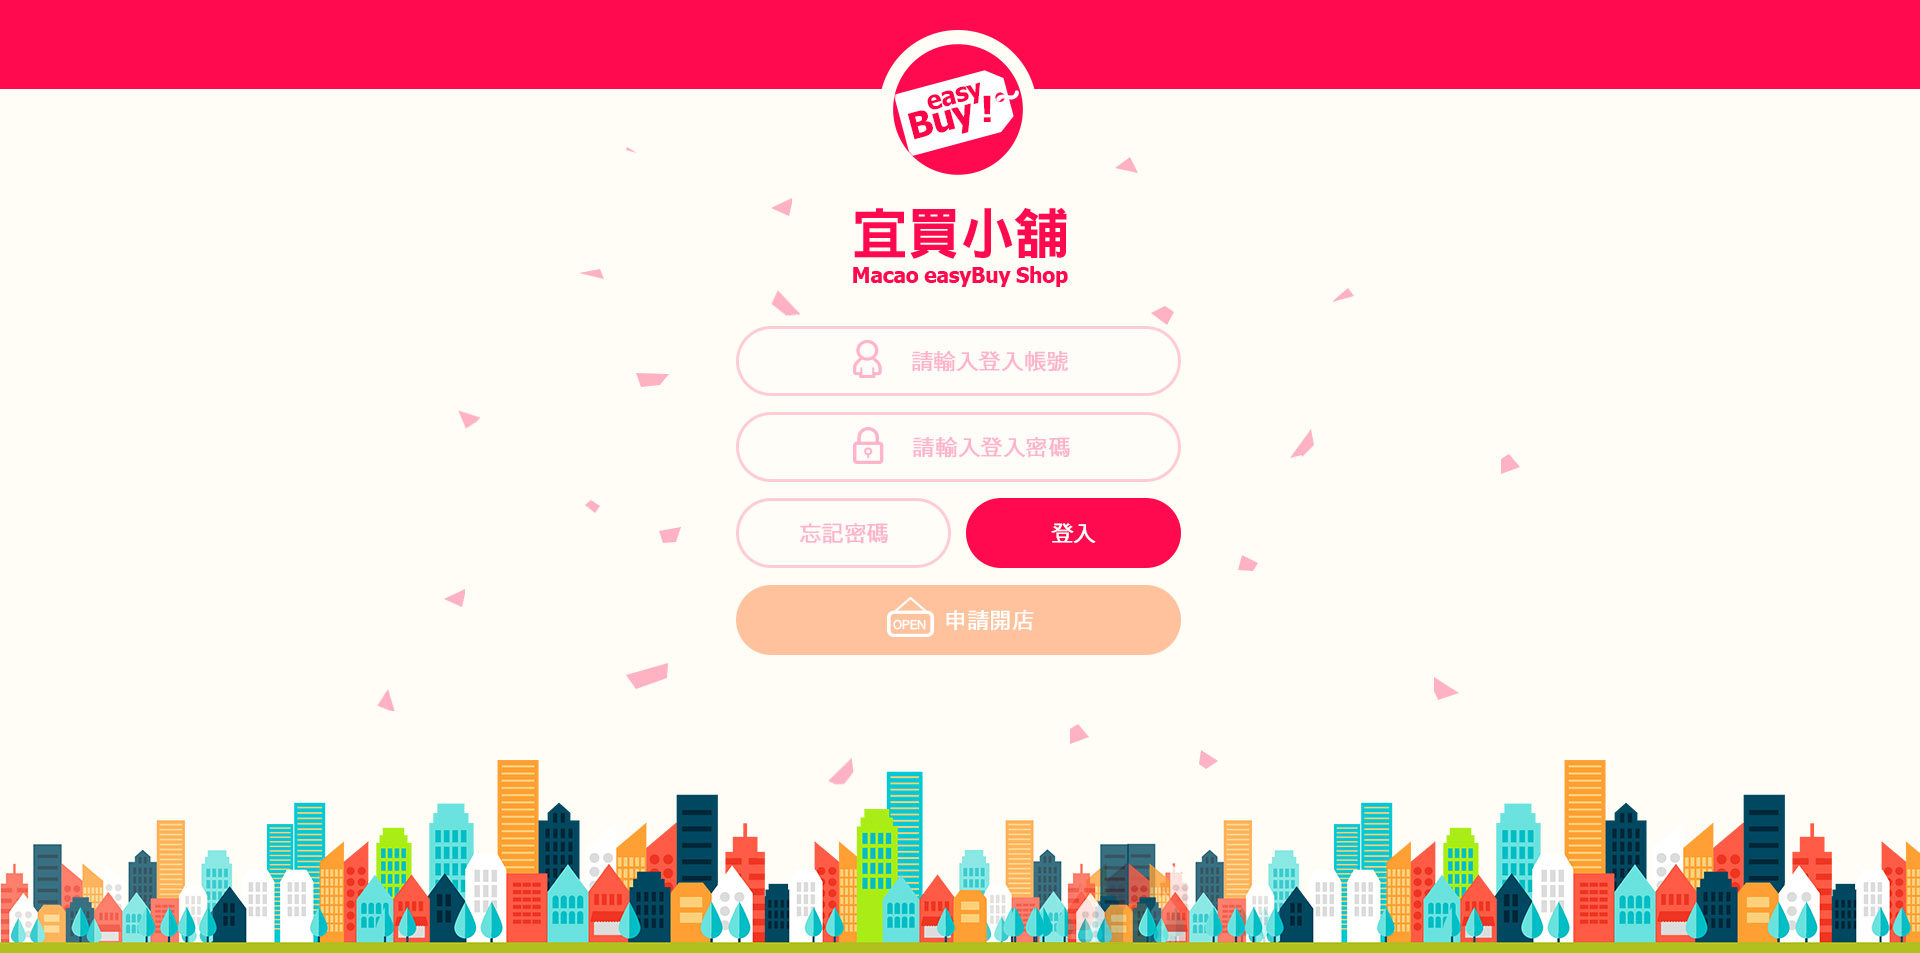 easy
Buy!
宜買小舖
Macao easyBuy Shop
請輸入登入帳號
請輸入登入密碼
忘記密碼
登入
OPEN 申請開店